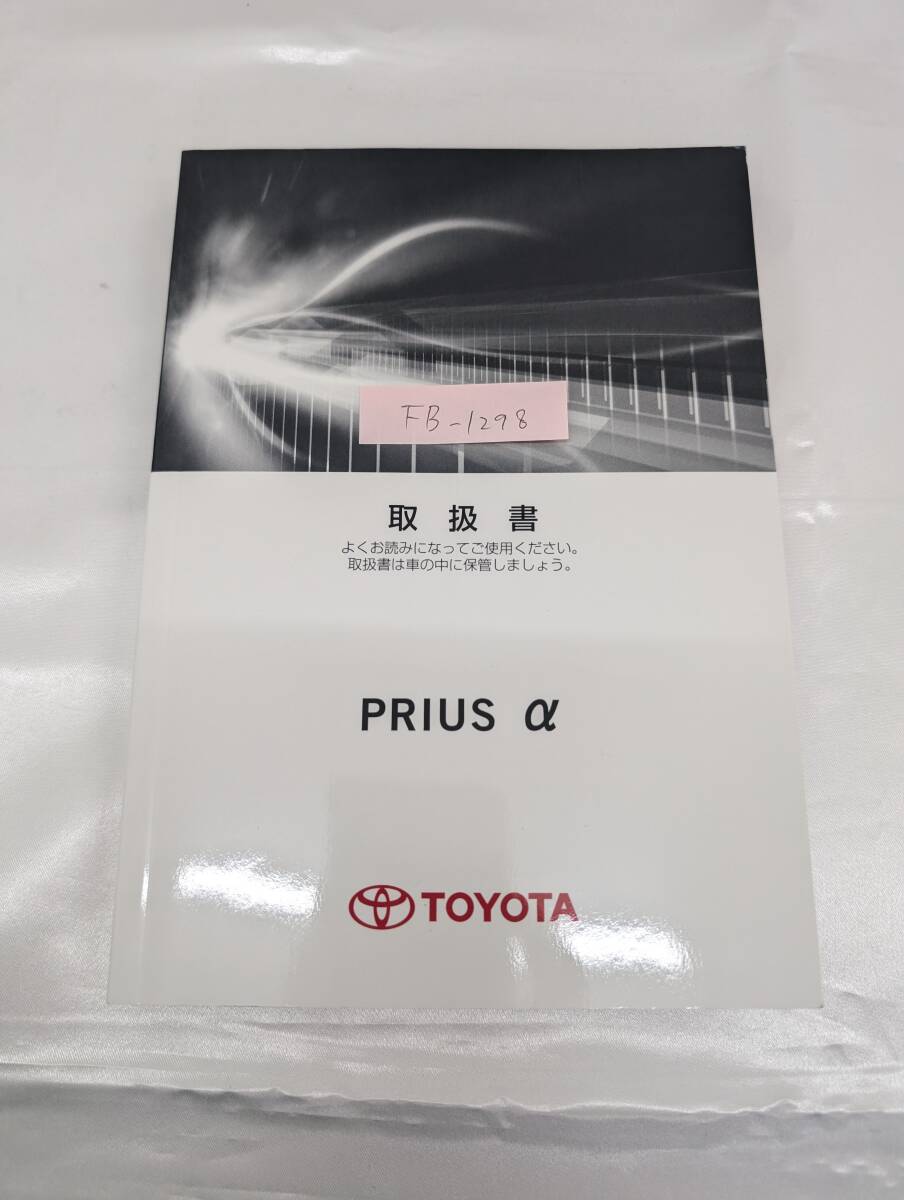 FB-1298
取扱書
よくお読みになってご使用ください。
取扱書は車の中に保管しましょう。
PRIUS α
TOYOTA